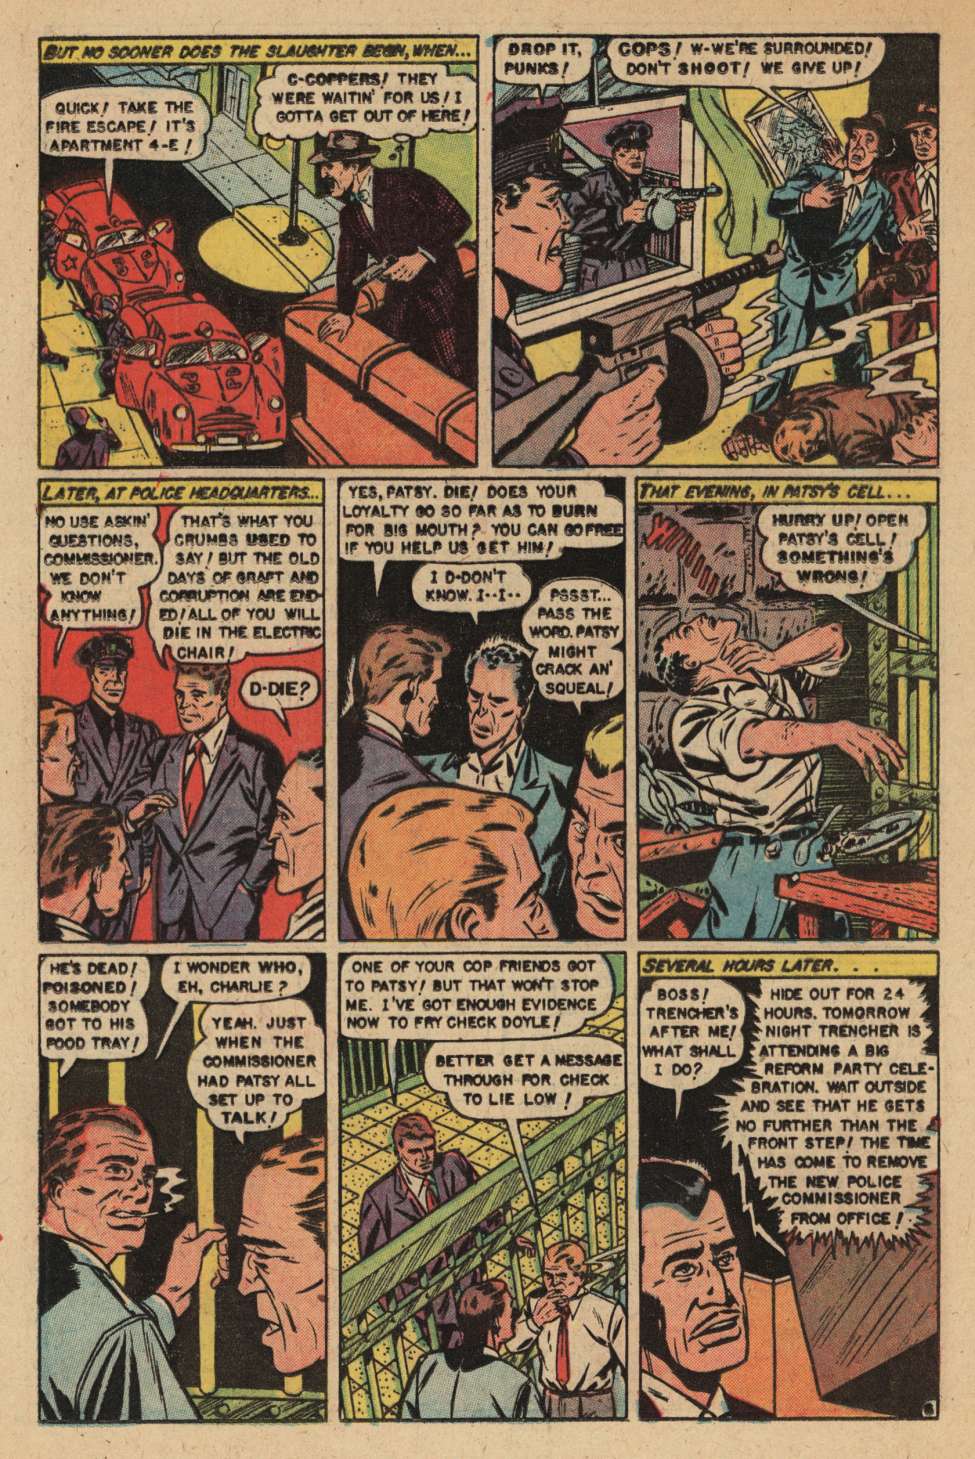 BUT NO SOONER DOES THE SLAUGHTER BEGIN, WHEN...
QUICK! TAKE THE
FIRE ESCAPE! IT'S
APARTMENT 4-E!
C-COPPERS! THEY
WERE WAITIN' FOR US! I
GOTTA GET OUT OF HERE!
DROP IT,
PUNKS!
COPS! W-WE'RE SURROUNDED!
DON'T SHOOT! WE GIVE UP!
LATER, AT POLICE HEADQUARTERS...
NO USE ASKIN'
QUESTIONS,
COMMISSIONER.
WE DON'T
KNOW
ANYTHING!
THAT'S WHAT YOU
CRUMBS USED TO
SAY! BUT THE OLD
DAYS OF GRAFT AND
CORRUPTION ARE END-
ED! ALL OF YOU WILL
DIE IN THE ELECTRIC
CHAIR!
D-DIE?
YES, PATSY. DIE! DOES YOUR
LOYALTY GO SO FAR AS TO BURN
FOR BIG MOUTH? YOU CAN GO FREE
IF YOU HELP US GET HIM!
I D-DON'T
KNOW. I--I--
PSSST...
PASS THE
WORD. PATSY
MIGHT
CRACK AN'
SQUEAL!
THAT EVENING, IN PATSY'S CELL...
HURRY UP! OPEN
PATSY'S CELL!
SOMETHING'S
WRONG!
HE'S DEAD!
POISONED!
SOMEBODY
GOT TO HIS
FOOD TRAY!
I WONDER WHO,
EH, CHARLIE?
YEAH. JUST
WHEN THE
COMMISSIONER
HAD PATSY ALL
SET UP TO
TALK!
ONE OF YOUR COP FRIENDS GOT
TO PATSY! BUT THAT WON'T STOP
ME. I'VE GOT ENOUGH EVIDENCE
NOW TO FRY CHECK DOYLE!
BETTER GET A MESSAGE
THROUGH FOR CHECK
TO LIE LOW!
SEVERAL HOURS LATER...
BOSS!
TRENCHER'S
AFTER ME!
WHAT SHALL
I DO?
HIDE OUT FOR 24
HOURS. TOMORROW
NIGHT TRENCHER IS
ATTENDING A BIG
REFORM PARTY CELE-
BRATION. WAIT OUTSIDE
AND SEE THAT HE GETS
NO FURTHER THAN THE
FRONT STEP! THE TIME
HAS COME TO REMOVE
THE NEW POLICE
COMMISSIONER
FROM OFFICE!